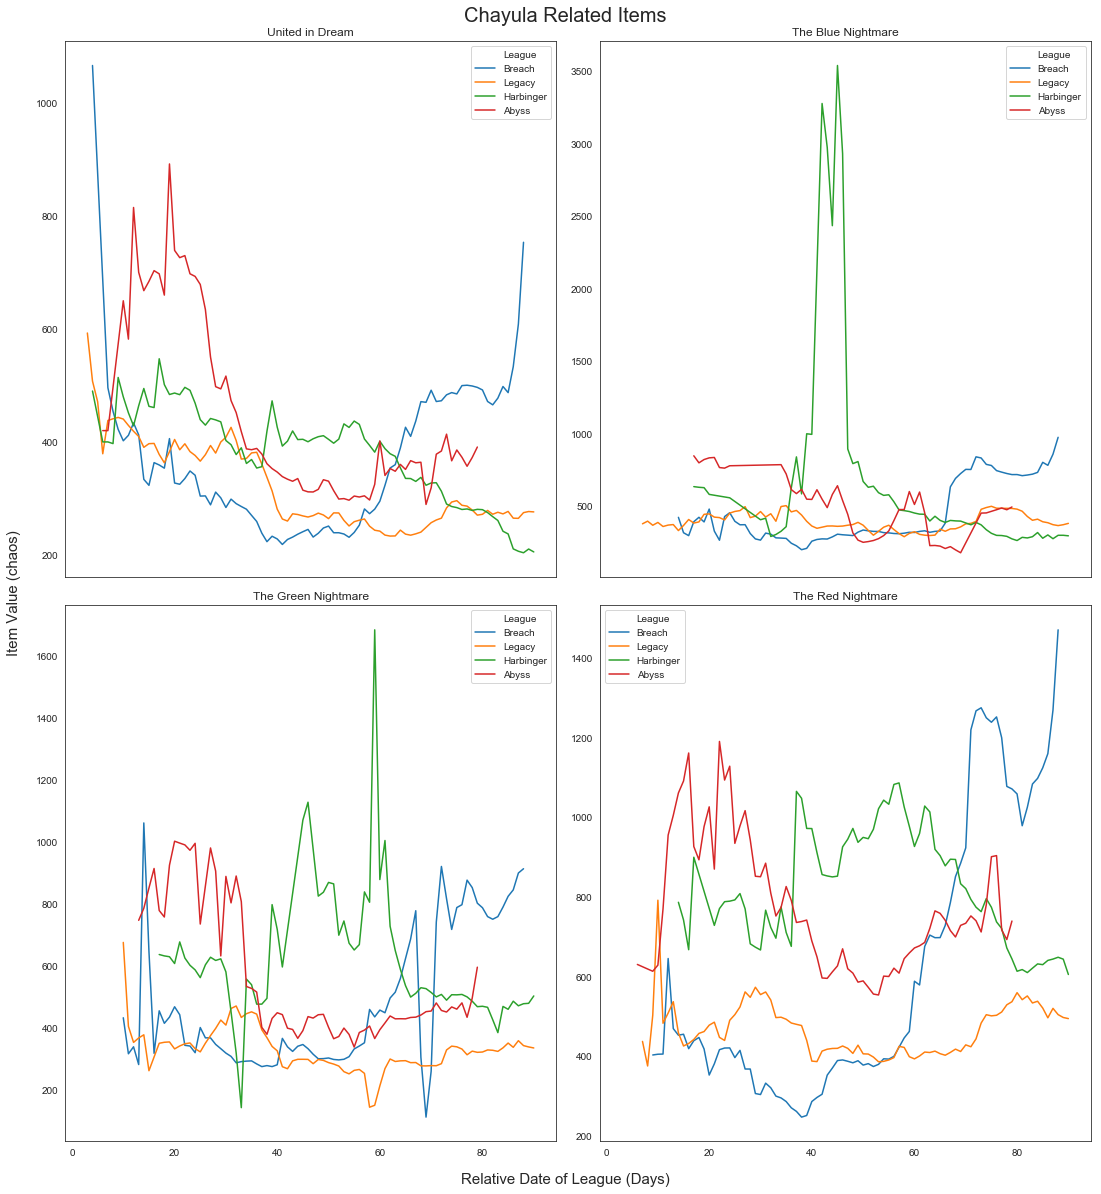 Chayula Related Items
United in Dream
League
Breach
Legacy
Harbinger
Abyss
1000
800
600
400
200
The Blue Nightmare
League
Breach
Legacy
Harbinger
Abyss
3500
3000
2500
2000
1500
1000
500
Item Value (chaos)
The Green Nightmare
League
Breach
Legacy
Harbinger
Abyss
1600
1400
1200
1000
800
600
400
200
0 20 40 60 80
The Red Nightmare
League
Breach
Legacy
Harbinger
Abyss
1400
1200
1000
800
600
400
200
0 20 40 60 80
Relative Date of League (Days)